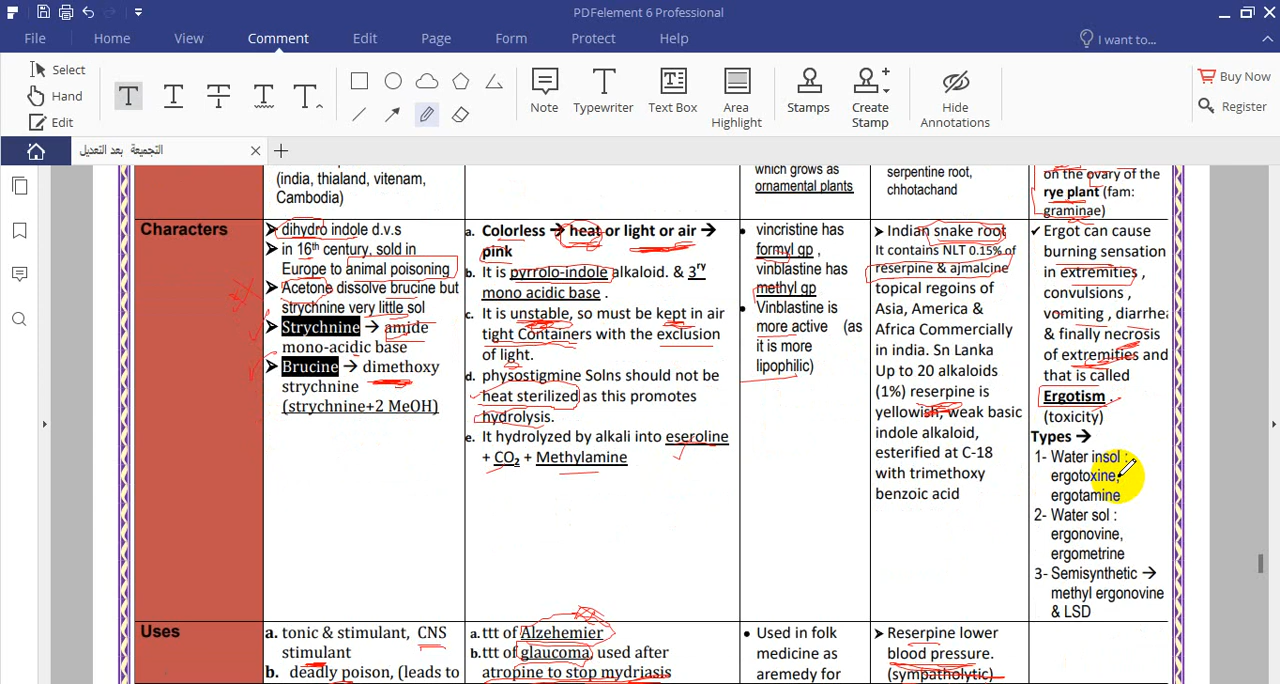 PDFelement 6 Professional
File Home View Comment Edit Page Form Protect Help I want to...
Select
Hand
Edit
Note Typewriter Text Box Area Highlight Stamps Create Stamp Hide Annotations
Buy Now
Register
التجميعة بعد التعديل
(india, thialand, vitenam,
Cambodia)
which grows as
ornamental plants
serpentine root,
chhotachand
on the ovary of the
rye plant (fam:
graminae)
Characters
➤ dihydro indole d.v.s
➤ in 16th century, sold in
Europe to animal poisoning
➤ Acetone dissolve brucine but
strychnine very little sol
➤ Strychnine → amide
mono-acidic base
➤ Brucine → dimethoxy
strychnine
(strychnine+2 MeOH)
a. Colorless → heat or light or air →
pink
b. It is pyrrolo-indole alkaloid. & 3ry
mono acidic base .
c. It is unstable, so must be kept in air
tight Containers with the exclusion
of light.
d. physostigmine Solns should not be
heat sterilized as this promotes
hydrolysis.
e. It hydrolyzed by alkali into eseroline
+ CO2 + Methylamine
• vincristine has
formyl gp ,
vinblastine has
methyl gp
• Vinblastine is
more active (as
it is more
lipophilic)
➤ Indian snake root
It contains NLT 0.15% of
reserpine & ajmalcine
topical regoins of
Asia, America &
Africa Commercially
in india. Sn Lanka
Up to 20 alkaloids
(1%) reserpine is
yellowish, weak basic
indole alkaloid,
esterified at C-18
with trimethoxy
benzoic acid
✓ Ergot can cause
burning sensation
in extremities ,
convulsions ,
vomiting , diarrhea
& finally necrosis
of extremifies and
that is called
Ergotism .
(toxicity)
Types →
1- Water insol :
ergotoxine,
ergotamine
2- Water sol :
ergonovine,
ergometrine
3- Semisynthetic →
methyl ergonovine
& LSD
Uses
a. tonic & stimulant, CNS
stimulant
b. deadly poison, (leads to
a. ttt of Alzehemier
b. ttt of glaucoma used after
atropine to stop mydriasis
• Used in folk
medicine as
aremedy for
➤ Reserpine lower
blood pressure.
(sympatholytic)